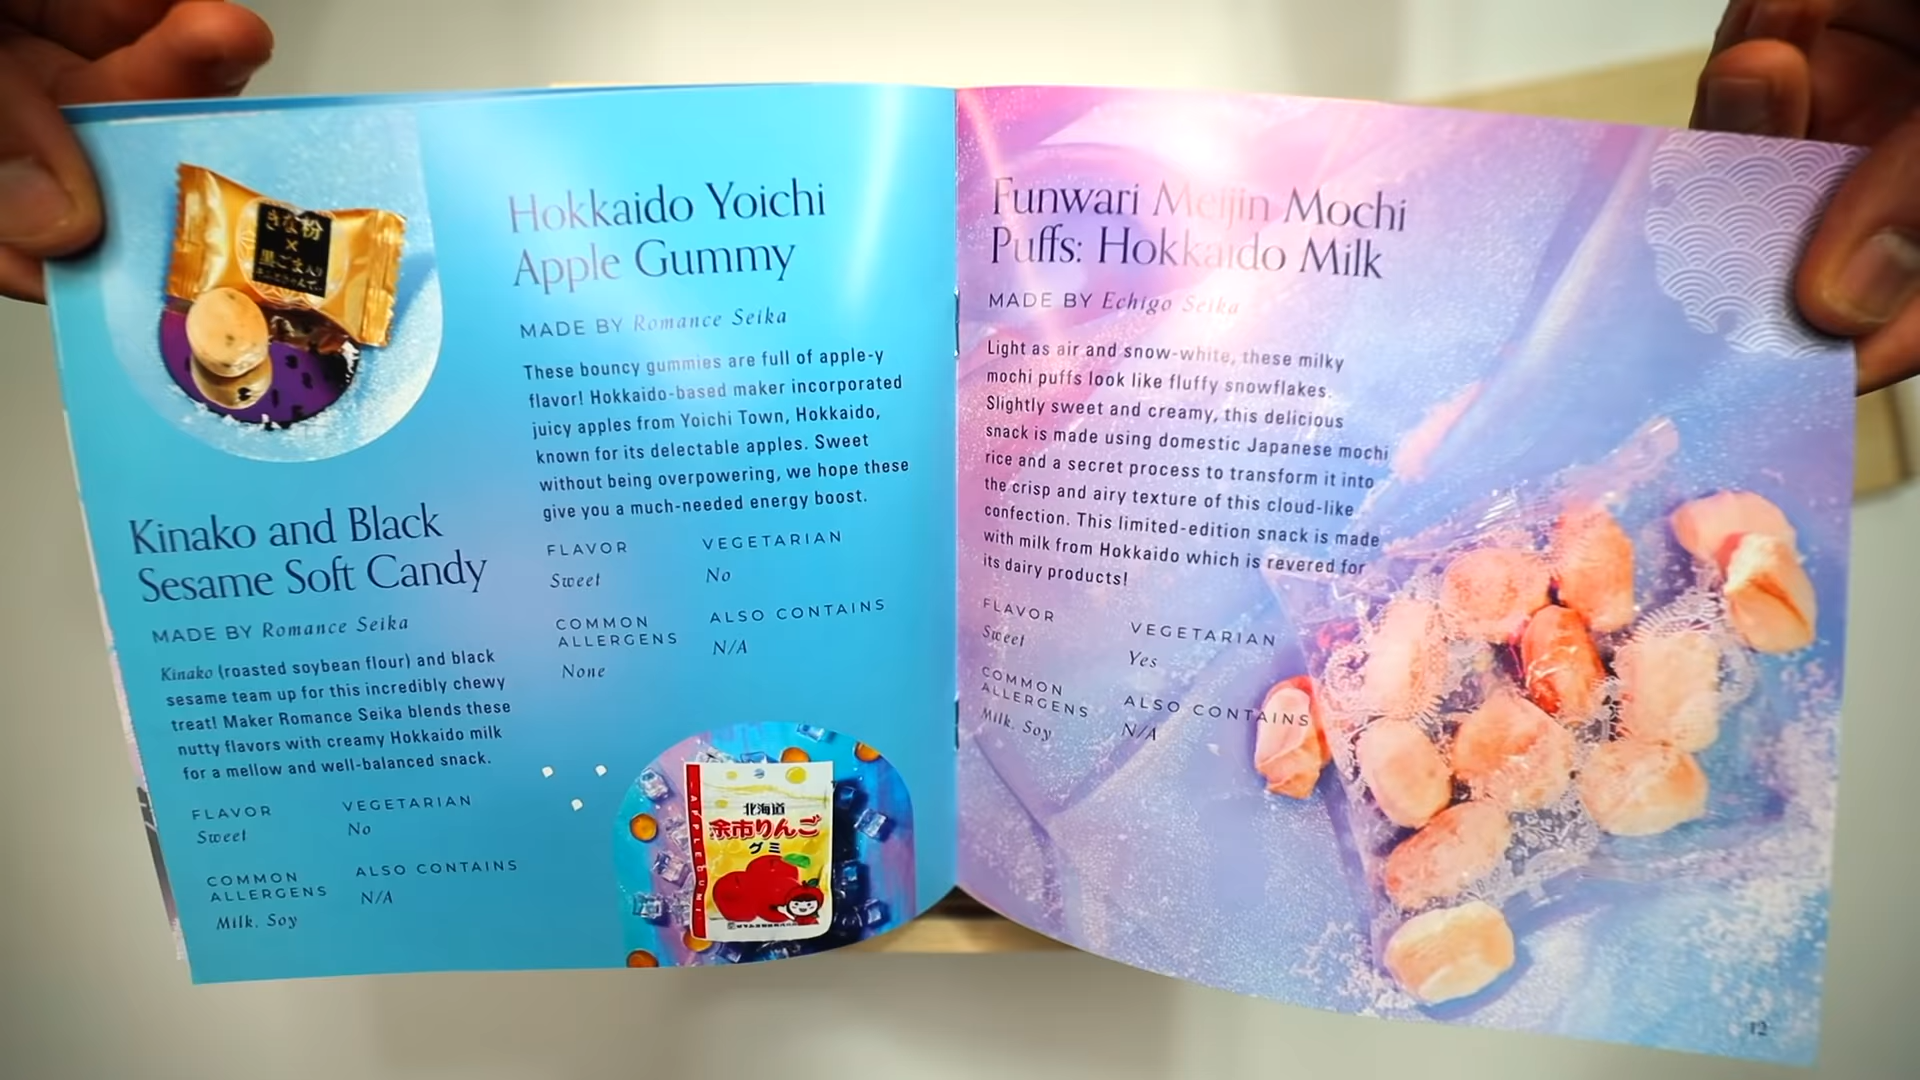 きな粉
×
黒ごま入り
Kinako and Black
Sesame Soft Candy
MADE BY Romance Seika
Kinako (roasted soybean flour) and black
sesame team up for this incredibly chewy
treat! Maker Romance Seika blends these
nutty flavors with creamy Hokkaido milk
for a mellow and well-balanced snack.
FLAVOR
Sweet
VEGETARIAN
No
COMMON
ALLERGENS
Milk, Soy
ALSO CONTAINS
N/A
Hokkaido Yoichi
Apple Gummy
MADE BY Romance Seika
These bouncy gummies are full of apple-y
flavor! Hokkaido-based maker incorporated
juicy apples from Yoichi Town, Hokkaido,
known for its delectable apples. Sweet
without being overpowering, we hope these
give you a much-needed energy boost.
FLAVOR
Sweet
VEGETARIAN
No
COMMON
ALLERGENS
None
ALSO CONTAINS
N/A
APPLE GUMI
北海道
余市りんご
グミ
Funwari Meijin Mochi
Puffs: Hokkaido Milk
MADE BY Echigo Seika
Light as air and snow-white, these milky
mochi puffs look like fluffy snowflakes.
Slightly sweet and creamy, this delicious
snack is made using domestic Japanese mochi
rice and a secret process to transform it into
the crisp and airy texture of this cloud-like
confection. This limited-edition snack is made
with milk from Hokkaido which is revered for
its dairy products!
FLAVOR
Sweet
VEGETARIAN
Yes
COMMON
ALLERGENS
Milk, Soy
ALSO CONTAINS
N/A
12